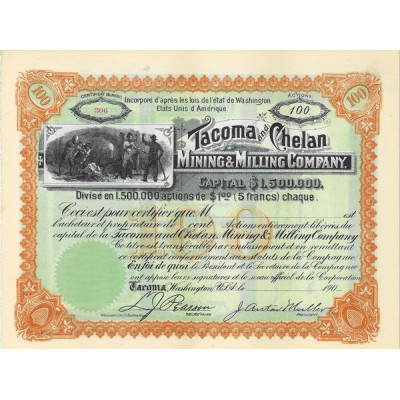 Incorporé d'après les lois de l'état de Washington
Etats Unis d'Amérique.
100
CERTIFICAT NUMÉRO
306
ACTIONS
100
100
Tacoma and Chelan
MINING & MILLING COMPANY.
CAPITAL $1,500,000.
Divisé en 1.500.000 actions de $1.00 (5 francs) chaque.
Ceci est pour certifier que M est
l'acheteur et propriétaire de cent Actions entièrement libérées du
capital de la Tacoma and Chelan Mining & Milling Company
Ce titre est transférable par endossement et en remettant
ce certificat conformément aux statuts de la Compagnie
En foi de quoi le Président et le Secrétaire de la Compagnie
ont apposé leurs signatures et le sceau officiel de la Corporation
Tacoma, Washington U.S.A. le 190
SECRÉTAIRE